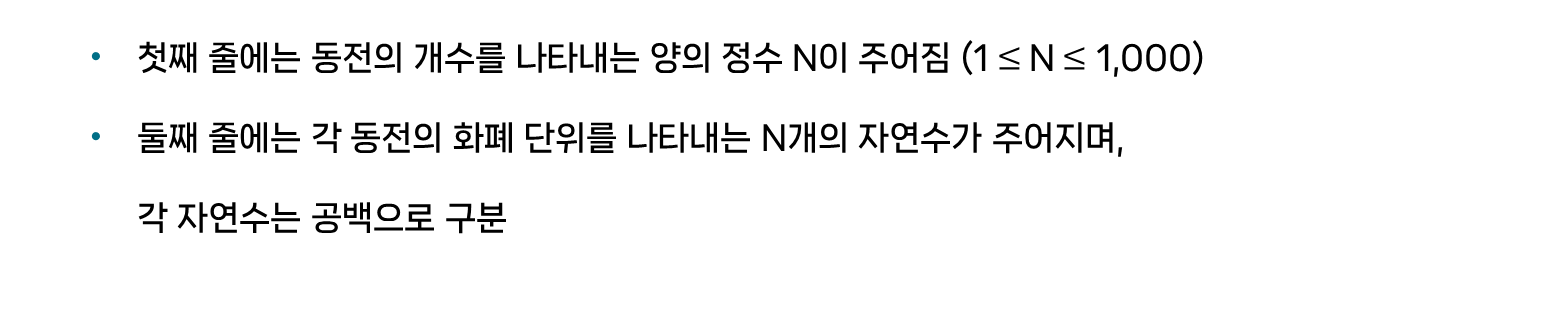 • 첫째 줄에는 동전의 개수를 나타내는 양의 정수 N이 주어짐 (1 ≤ N ≤ 1,000)
• 둘째 줄에는 각 동전의 화폐 단위를 나타내는 N개의 자연수가 주어지며,
각 자연수는 공백으로 구분